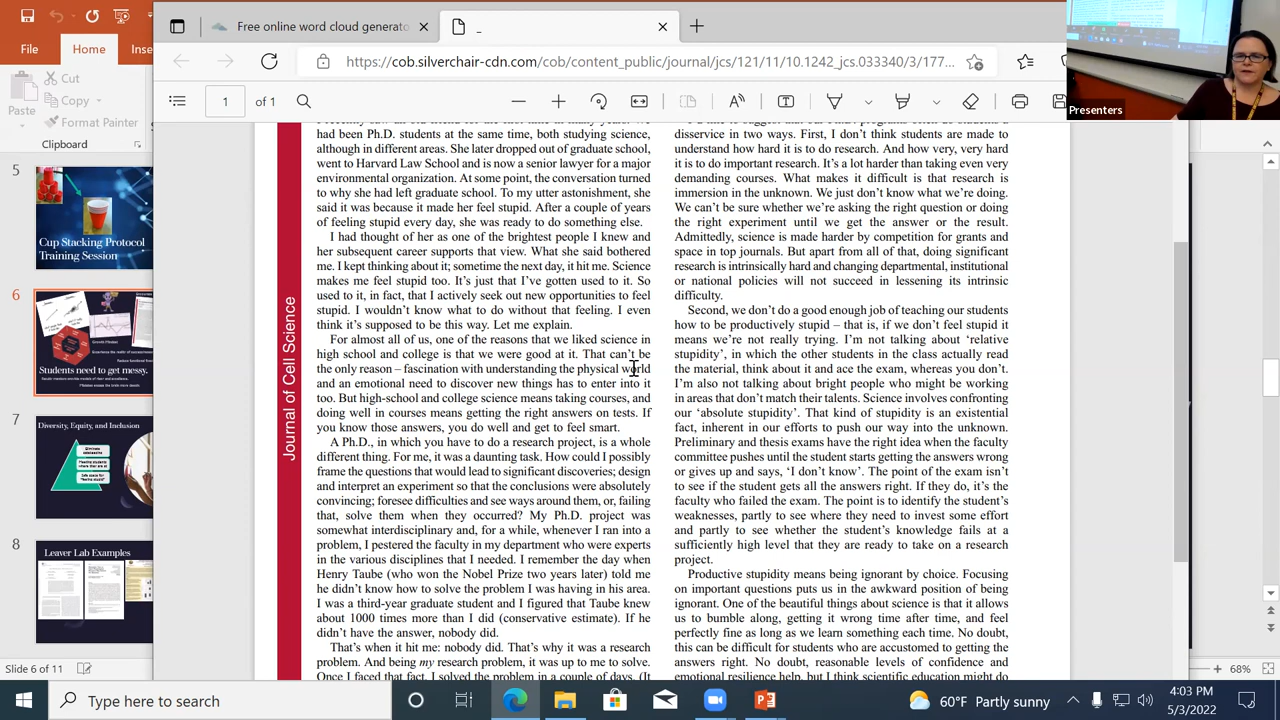 File
Home
Ins
Cut
Copy
Format Painter
Paste
Clipboard
5
Cup Stacking Protocol
Training Session
6
Growth Mindset
Students need to get messy.
7
Diversity, Equity, and Inclusion
8
Leaver Lab Examples
Slide 6 of 11
Free online word cloud generato
_
https://cob.silverchair-cdn.com/cob/content_public/journal/jcs/121/11/10.1242_jcs.033340/3/177...
1
of 1
Presenters
Journal of Cell Science
had been Ph.D. students at the same time, both studying science,
although in different areas. She later dropped out of graduate school,
went to Harvard Law School and is now a senior lawyer for a major
environmental organization. At some point, the conversation turned
to why she had left graduate school. To my utter astonishment, she
said it was because it made her feel stupid. After a couple of years
of feeling stupid every day, she was ready to do something else.
I had thought of her as one of the brightest people I knew and
her subsequent career supports that view. What she said bothered
me. I kept thinking about it; sometime the next day, it hit me. Science
makes me feel stupid too. It's just that I've gotten used to it. So
used to it, in fact, that I actively seek out new opportunities to feel
stupid. I wouldn't know what to do without that feeling. I even
think it's supposed to be this way. Let me explain.
For almost all of us, one of the reasons that we liked science in
high school and college is that we were good at it. That can't be
the only reason – fascination with understanding the physical world
and an emotional need to discover new things has to enter into it
too. But high-school and college science means taking courses, and
doing well in courses means getting the right answers on tests. If
you know those answers, you do well and get to feel smart.
A Ph.D., in which you have to do a research project, is a whole
different thing. For me, it was a daunting task. How could I possibly
frame the questions that would lead to significant discoveries; design
and interpret an experiment so that the conclusions were absolutely
convincing; foresee difficulties and see ways around them, or, failing
that, solve them when they occurred? My Ph.D. project was
somewhat interdisciplinary and, for a while, whenever I ran into a
problem, I pestered the faculty in my department who were experts
in the various disciplines that I needed. I remember the day when
Henry Taube (who won the Nobel Prize two years later) told me
he didn't know how to solve the problem I was having in his area.
I was a third-year graduate student and I figured that Taube knew
about 1000 times more than I did (conservative estimate). If he
didn't have the answer, nobody did.
That's when it hit me: nobody did. That's why it was a research
problem. And being my research problem, it was up to me to solve.
Once I faced that fact, I solved the problem in a couple of days. (It
disservice in two ways. First, I don't think students are made to
understand how hard it is to do research. And how very, very hard
it is to do important research. It's a lot harder than taking even very
demanding courses. What makes it difficult is that research is
immersion in the unknown. We just don't know what we're doing.
We can't be sure whether we're asking the right question or doing
the right experiment until we get the answer or the result.
Admittedly, science is made harder by competition for grants and
space in top journals. But apart from all of that, doing significant
research is intrinsically hard and changing departmental, institutional
or national policies will not succeed in lessening its intrinsic
difficulty.
Second, we don't do a good enough job of teaching our students
how to be productively stupid – that is, if we don't feel stupid it
means we're not really trying. I'm not talking about 'relative
stupidity', in which the other students in the class actually read
the material, think about it and ace the exam, whereas you don't.
I'm also not talking about bright people who might be working
in areas that don't match their talents. Science involves confronting
our 'absolute stupidity'. That kind of stupidity is an existential
fact, inherent in our efforts to push our way into the unknown.
Preliminary and thesis exams have the right idea when the faculty
committee pushes until the student starts getting the answers wrong
or gives up and says, 'I don't know'. The point of the exam isn't
to see if the student gets all the answers right. If they do, it's the
faculty who failed the exam. The point is to identify the student's
weaknesses, partly to see where they need to invest some effort
and partly to see whether the student's knowledge fails at a
sufficiently high level that they are ready to take on a research
project.
Productive stupidity means being ignorant by choice. Focusing
on important questions puts us in the awkward position of being
ignorant. One of the beautiful things about science is that it allows
us to bumble along, getting it wrong time after time, and feel
perfectly fine as long as we learn something each time. No doubt,
this can be difficult for students who are accustomed to getting the
answers right. No doubt, reasonable levels of confidence and
emotional resilience help, but I think scientific education might do
68%
Type here to search
60°F Partly sunny
4:03 PM
5/3/2022